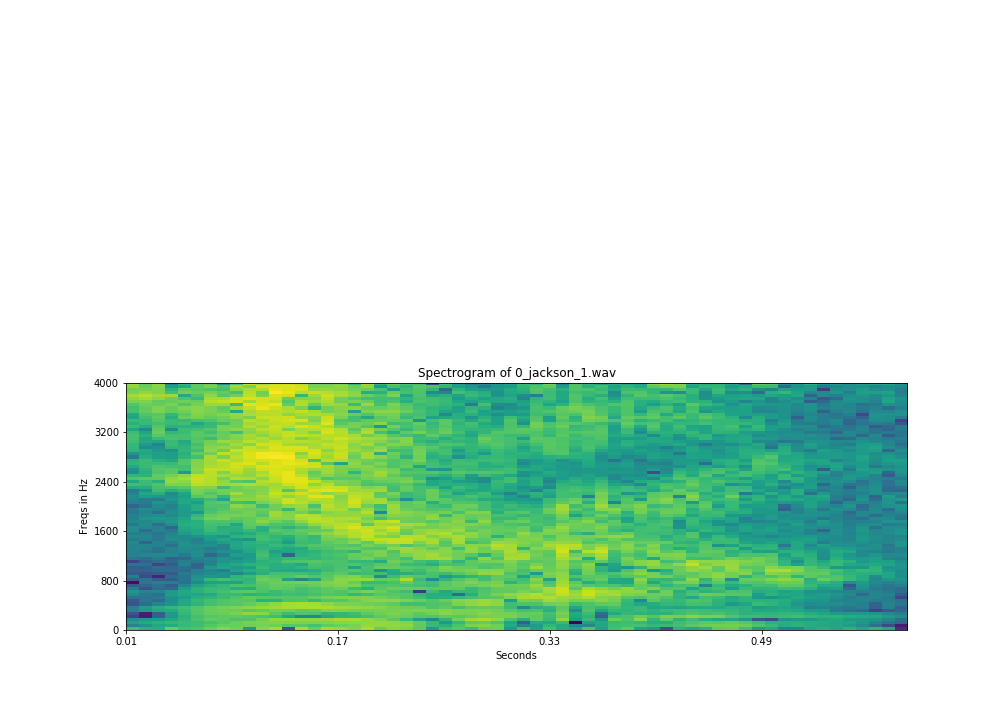 Spectrogram of 0_jackson_1.wav
Freqs in Hz
4000
3200
2400
1600
800
0
0.01 0.17 0.33 0.49
Seconds